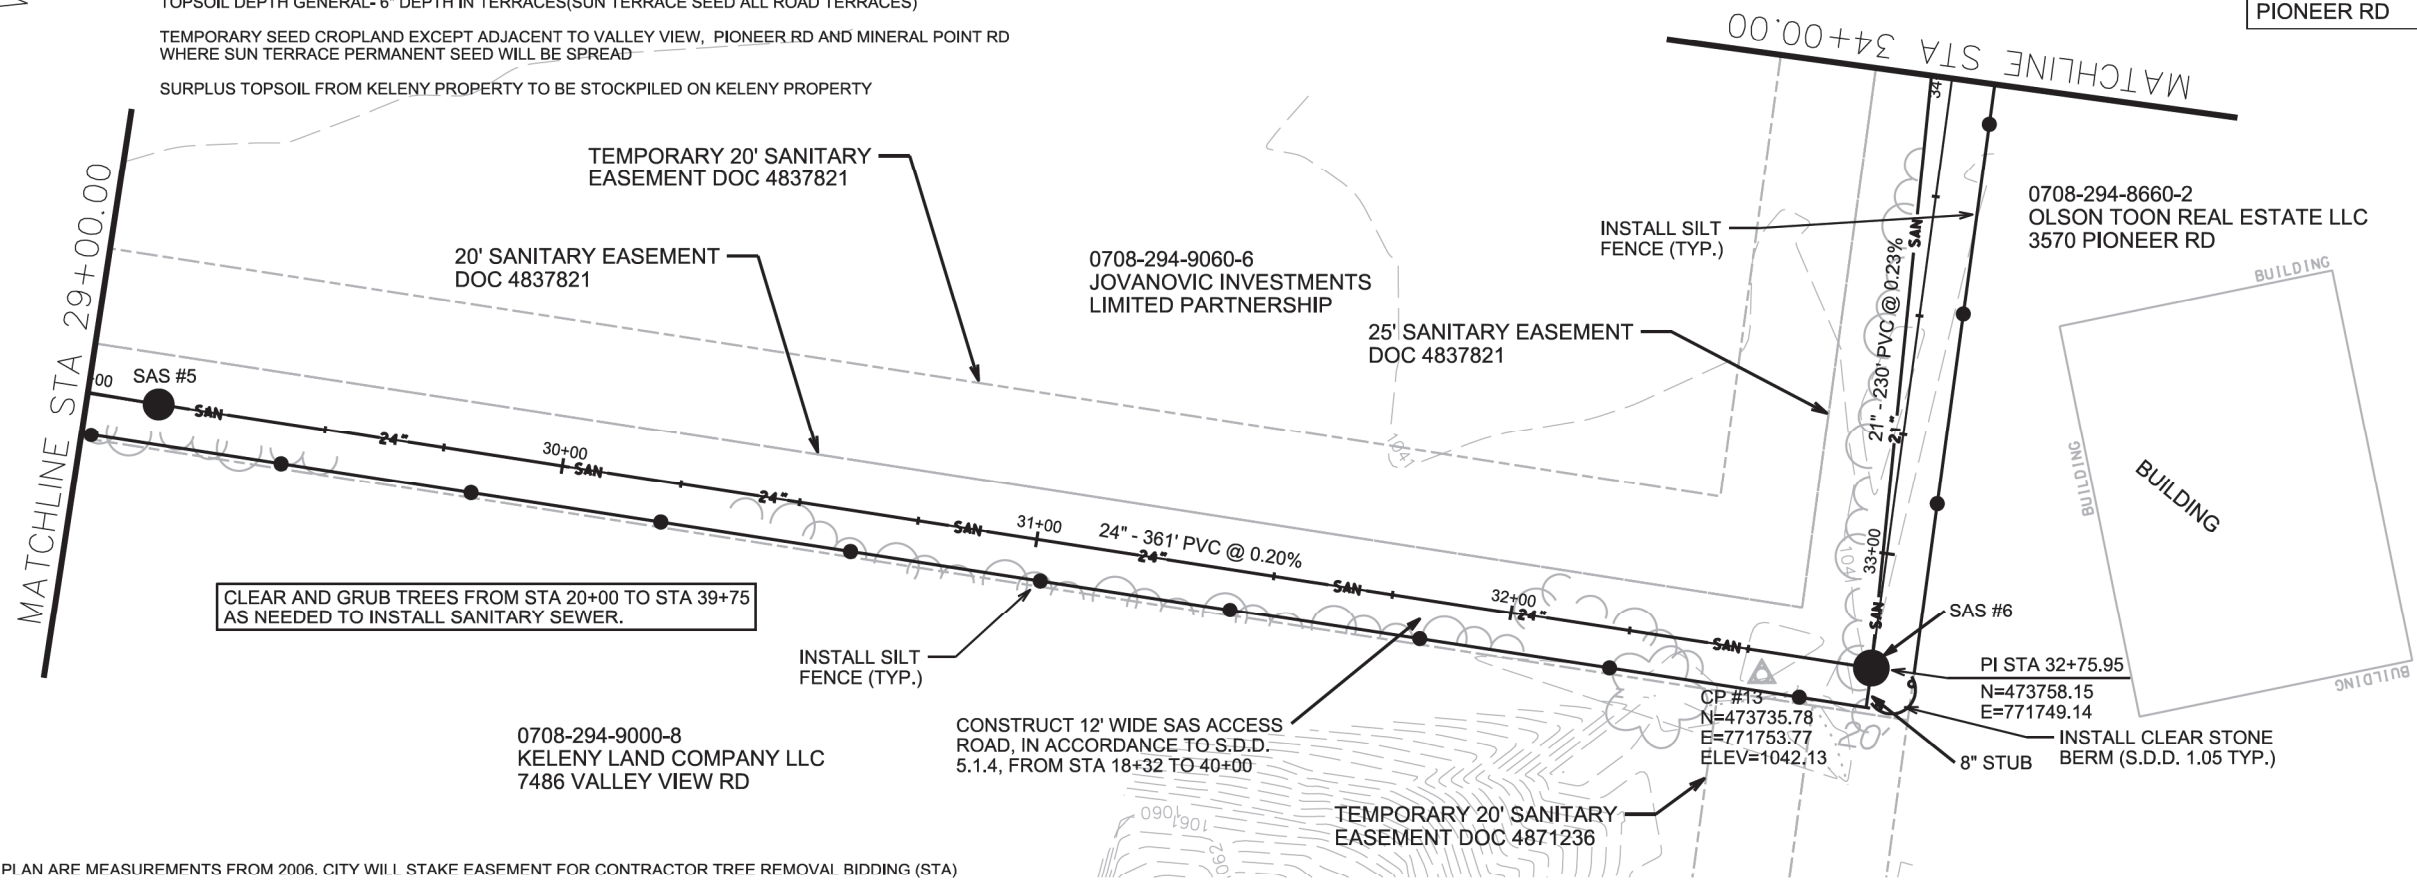 TOPSOIL DEPTH GENERAL- 6" DEPTH IN TERRACES(SUN TERRACE SEED ALL ROAD TERRACES)
TEMPORARY SEED CROPLAND EXCEPT ADJACENT TO VALLEY VIEW, PIONEER RD AND MINERAL POINT RD
WHERE SUN TERRACE PERMANENT SEED WILL BE SPREAD
SURPLUS TOPSOIL FROM KELENY PROPERTY TO BE STOCKPILED ON KELENY PROPERTY
PIONEER RD
MATCHLINE STA 34+00.00
MATCHLINE STA 29+00.00
TEMPORARY 20' SANITARY
EASEMENT DOC 4837821
20' SANITARY EASEMENT
DOC 4837821
0708-294-9060-6
JOVANOVIC INVESTMENTS
LIMITED PARTNERSHIP
25' SANITARY EASEMENT
DOC 4837821
INSTALL SILT
FENCE (TYP.)
0708-294-8660-2
OLSON TOON REAL ESTATE LLC
3570 PIONEER RD
34
SAN
21" - 230' PVC @ 0.23%
21"
33+00
1041
SAN
BUILDING
BUILDING
BUILDING
BUILDING
1041
+00
SAS #5
SAN
24"
30+00
SAN
24"
SAN
31+00
24" - 361' PVC @ 0.20%
24"
SAN
32+00
24"
SAN
CLEAR AND GRUB TREES FROM STA 20+00 TO STA 39+75
AS NEEDED TO INSTALL SANITARY SEWER.
INSTALL SILT
FENCE (TYP.)
0708-294-9000-8
KELENY LAND COMPANY LLC
7486 VALLEY VIEW RD
CONSTRUCT 12' WIDE SAS ACCESS
ROAD, IN ACCORDANCE TO S.D.D.
5.1.4, FROM STA 18+32 TO 40+00
CP #13
N=473735.78
E=771753.77
ELEV=1042.13
SAS #6
PI STA 32+75.95
N=473758.15
E=771749.14
INSTALL CLEAR STONE
BERM (S.D.D. 1.05 TYP.)
8" STUB
TEMPORARY 20' SANITARY
EASEMENT DOC 4871236
1060
1061
1062
PLAN ARE MEASUREMENTS FROM 2006. CITY WILL STAKE EASEMENT FOR CONTRACTOR TREE REMOVAL BIDDING (STA)